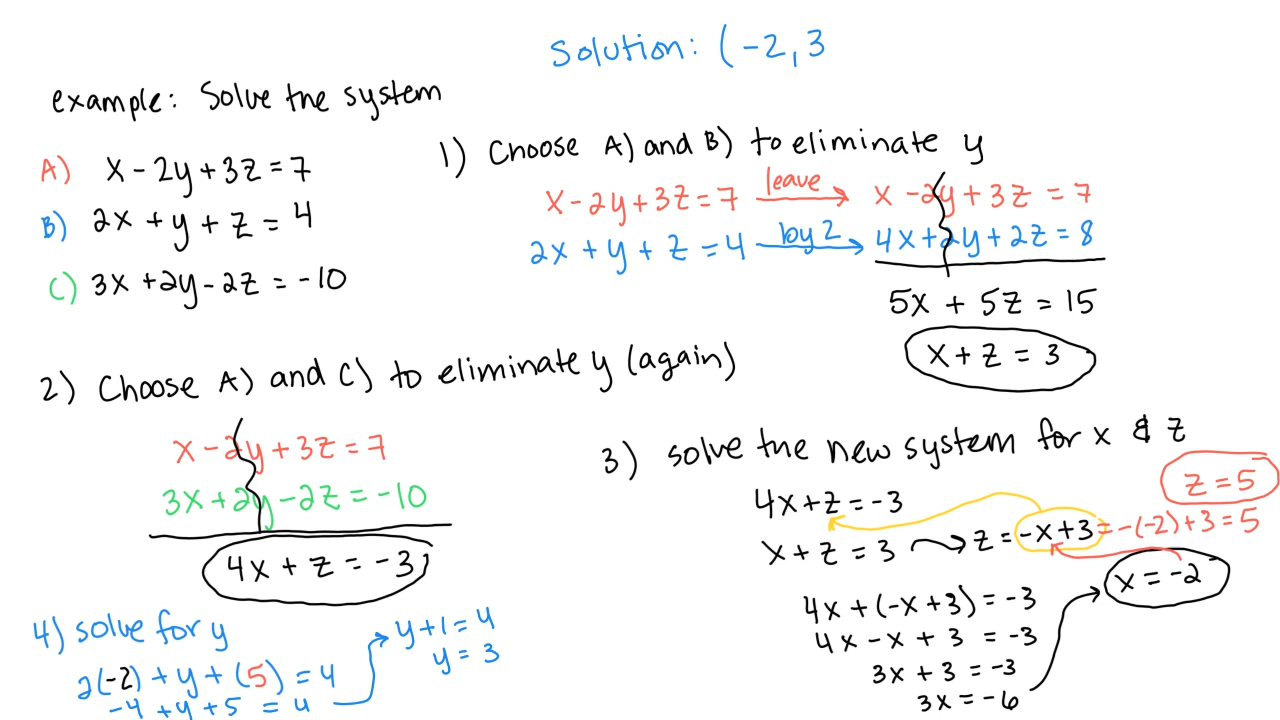 Solution: (-2, 3
example: Solve the system
A) x - 2y + 3z = 7
B) 2x + y + z = 4
C) 3x + 2y - 2z = -10
1) Choose A) and B) to eliminate y
x - 2y + 3z = 7 leave x - 2y + 3z = 7
2x + y + z = 4 by 2 4x + 2y + 2z = 8
5x + 5z = 15
x + z = 3
2) Choose A) and C) to eliminate y (again)
x - 2y + 3z = 7
3x + 2y - 2z = -10
4x + z = -3
3) solve the new system for x & z
z = 5
4x + z = -3
x + z = 3 z = -x + 3 = -(-2) + 3 = 5
x = -2
4x + (-x + 3) = -3
4x - x + 3 = -3
3x + 3 = -3
3x = -6
4) solve for y
2(-2) + y + (5) = 4
-4 + y + 5 = 4
y + 1 = 4
y = 3